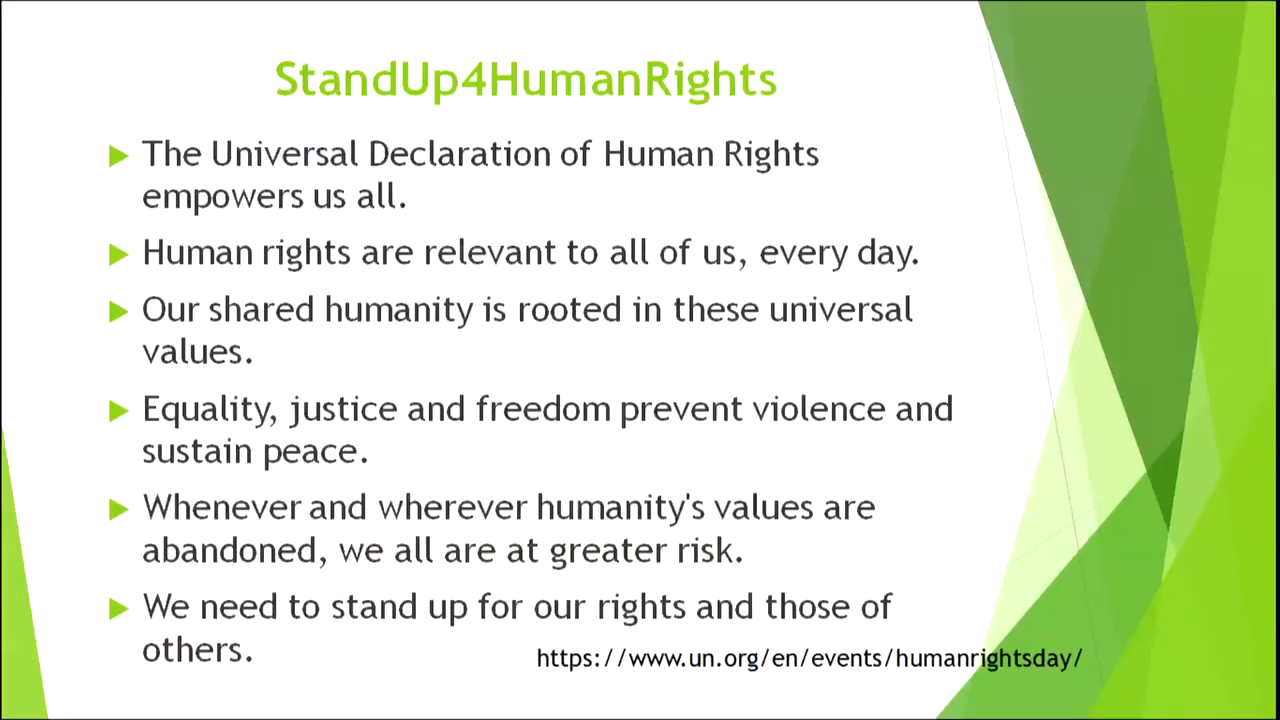 StandUp4HumanRights
The Universal Declaration of Human Rights
empowers us all.
Human rights are relevant to all of us, every day.
Our shared humanity is rooted in these universal
values.
Equality, justice and freedom prevent violence and
sustain peace.
Whenever and wherever humanity's values are
abandoned, we all are at greater risk.
We need to stand up for our rights and those of
others.
https://www.un.org/en/events/humanrightsday/